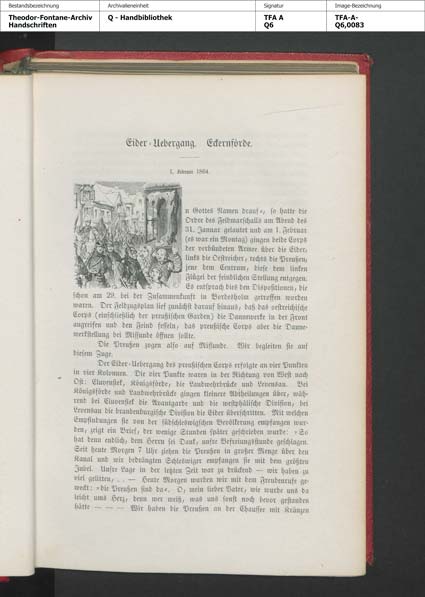 Bestandsbezeichnung
Theodor-Fontane-Archiv
Handschriften
Archivalieneinheit
Q - Handbibliothek
Signatur
TFA A
Q6
Image-Bezeichnung
TFA-A-
Q6,0083
Eider-Uebergang. Eckernförde.
1. Februar 1864.
n Gottes Namen drauf«, so hatte die
Ordre des Feldmarschalls am Abend des
31. Januar gelautet und am 1. Februar
(es war ein Montag) gingen beide Corps
der verbündeten Armee über die Eider;
links die Oestreicher, rechts die Preußen;
jene dem Centrum, diese dem linken
Flügel der feindlichen Stellung entgegen.
Es entsprach dies den Dispositionen, die
schon am 29. bei der Zusammenkunft in Bordesholm getroffen worden
waren. Der Feldzugsplan lief zunächst darauf hinaus, daß das oestreichische
Corps (einschließlich der preußischen Garden) die Dannewerke in der Front
angreifen und den Feind fesseln, das preußische Corps aber die Danne-
werkstellung bei Missunde öffnen sollte.
Die Preußen zogen also auf Missunde. Wir begleiten sie auf
diesem Zuge.
Der Eider-Uebergang des preußischen Corps erfolgte an vier Punkten
in vier Kolonnen. Die vier Punkte waren in der Richtung von West nach
Ost: Cluvensiek, Königsförde, die Landwehrbrücke und Levensau. Bei
Königsförde und Landwehrbrücke gingen kleinere Abtheilungen über, wäh-
rend bei Cluvensiek die Avantgarde und die westphälische Division, bei
Levensau die brandenburgische Division die Eider überschritten. Mit welchen
Empfindungen sie von der südschleswigschen Bevölkerung empfangen wur-
den, zeigt ein Brief, der wenige Stunden später geschrieben wurde: »So
hat denn endlich, dem Herrn sei Dank, unsre Befreiungsstunde geschlagen.
Seit heute Morgen 7 Uhr ziehen die Preußen in großer Menge über den
Kanal und wir bedrängten Schleswiger empfangen sie mit dem größten
Jubel. Unsre Lage in der letzten Zeit war zu drückend — wir haben zu
viel gelitten, . . — Heute Morgen wurden wir mit dem Freudenrufe ge-
weckt: »die Preußen sind da«. O, mein lieber Vater, wie wurde uns da
leicht ums Herz, denn wer weiß, was uns sonst noch bevor gestanden
hätte — — — Wir haben die Preußen an der Chaussee mit Kränzen